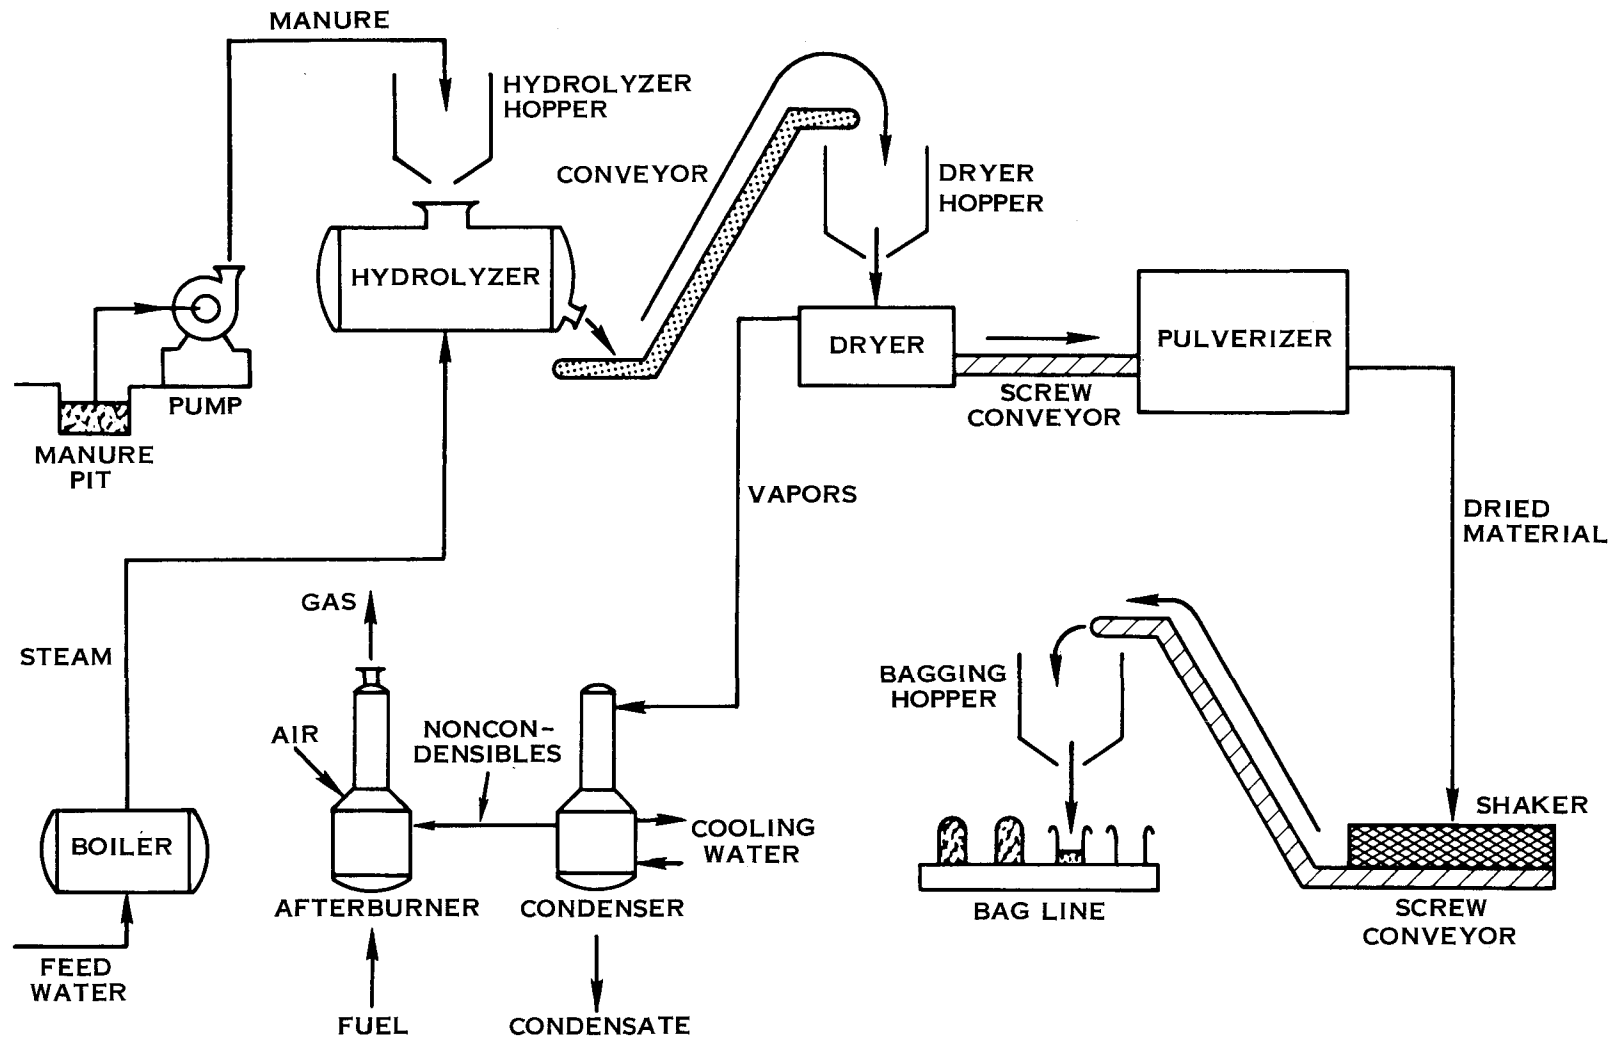 MANURE
HYDROLYZER
HOPPER
CONVEYOR
DRYER
HOPPER
HYDROLYZER
DRYER
PULVERIZER
SCREW
CONVEYOR
PUMP
MANURE
PIT
VAPORS
DRIED
MATERIAL
GAS
STEAM
BAGGING
HOPPER
AIR
NONCON-
DENSIBLES
SHAKER
COOLING
WATER
BOILER
AFTERBURNER
CONDENSER
BAG LINE
SCREW
CONVEYOR
FEED
WATER
FUEL
CONDENSATE